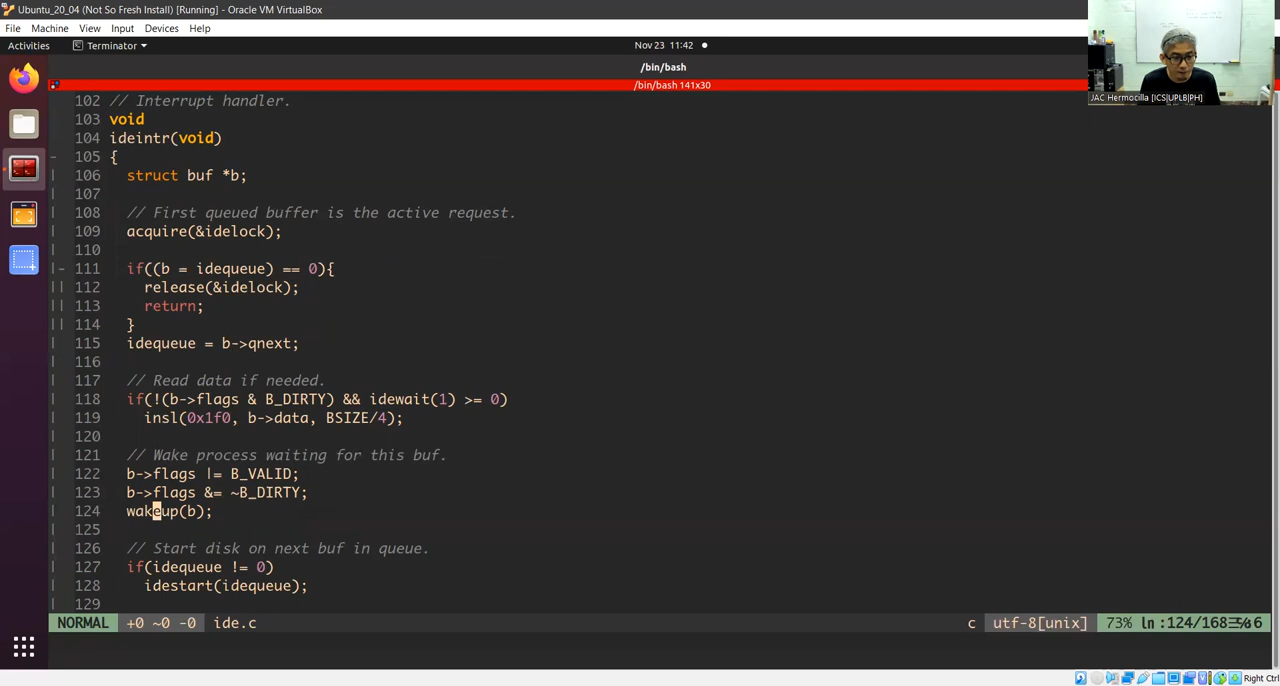 Ubuntu_20_04 (Not So Fresh Install) [Running] - Oracle VM VirtualBox
File Machine View Input Devices Help
Activities Terminator Nov 23 11:42
/bin/bash
/bin/bash 141x30
JAC Hermocilla [ICS|UPLB|PH]
102 // Interrupt handler.
103 void
104 ideintr(void)
105 {
106 struct buf *b;
107
108 // First queued buffer is the active request.
109 acquire(&idelock);
110
111 if((b = idequeue) == 0){
112 release(&idelock);
113 return;
114 }
115 idequeue = b->qnext;
116
117 // Read data if needed.
118 if(!(b->flags & B_DIRTY) && idewait(1) >= 0)
119 insl(0x1f0, b->data, BSIZE/4);
120
121 // Wake process waiting for this buf.
122 b->flags |= B_VALID;
123 b->flags &= ~B_DIRTY;
124 wakeup(b);
125
126 // Start disk on next buf in queue.
127 if(idequeue != 0)
128 idestart(idequeue);
129
NORMAL +0 ~0 -0 ide.c c utf-8[unix] 73% ln:124/168
Right Ctrl